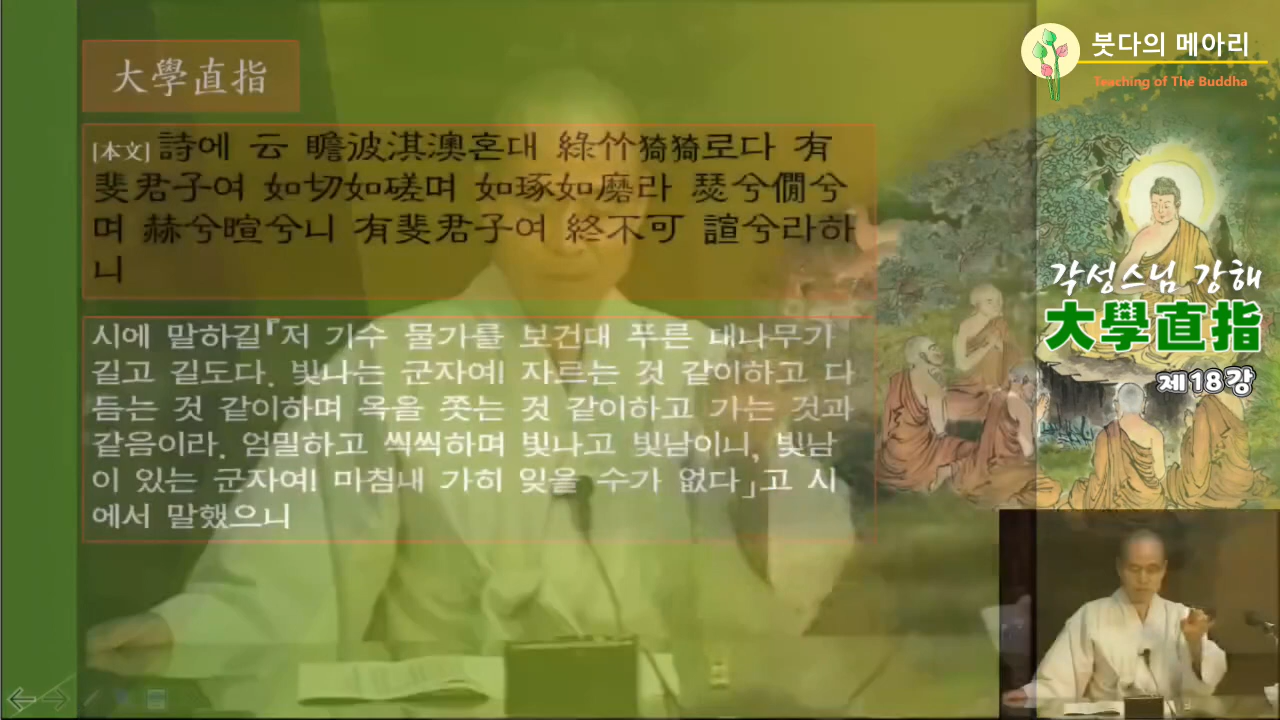 大學直指
[本文] 詩에 云 瞻波淇澳혼대 綠竹猗猗로다 有
斐君子여 如切如磋며 如琢如磨라 瑟兮僩兮
며 赫兮喧兮니 有斐君子여 終不可 諠兮라하
니
시에 말하길『저 기수 물가를 보건대 푸른 대나무가
길고 길도다. 빛나는 군자여! 자르는 것 같이하고 다
듬는 것 같이하며 옥을 쪼는 것 같이하고 가는 것과
같음이라. 엄밀하고 씩씩하며 빛나고 빛남이니, 빛남
이 있는 군자여! 마침내 가히 잊을 수가 없다」고 시
에서 말했으니
붓다의 메아리
Teaching of The Buddha
각성스님 강해
大學直指
제18강